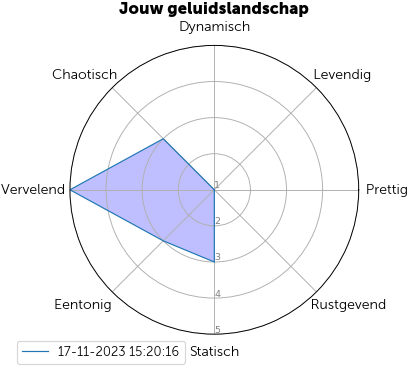 Jouw geluidslandschap
Dynamisch
Chaotisch
Levendig
Vervelend
1
Prettig
2
3
4
Eentonig
Rustgevend
5
17-11-2023 15:20:16
Statisch